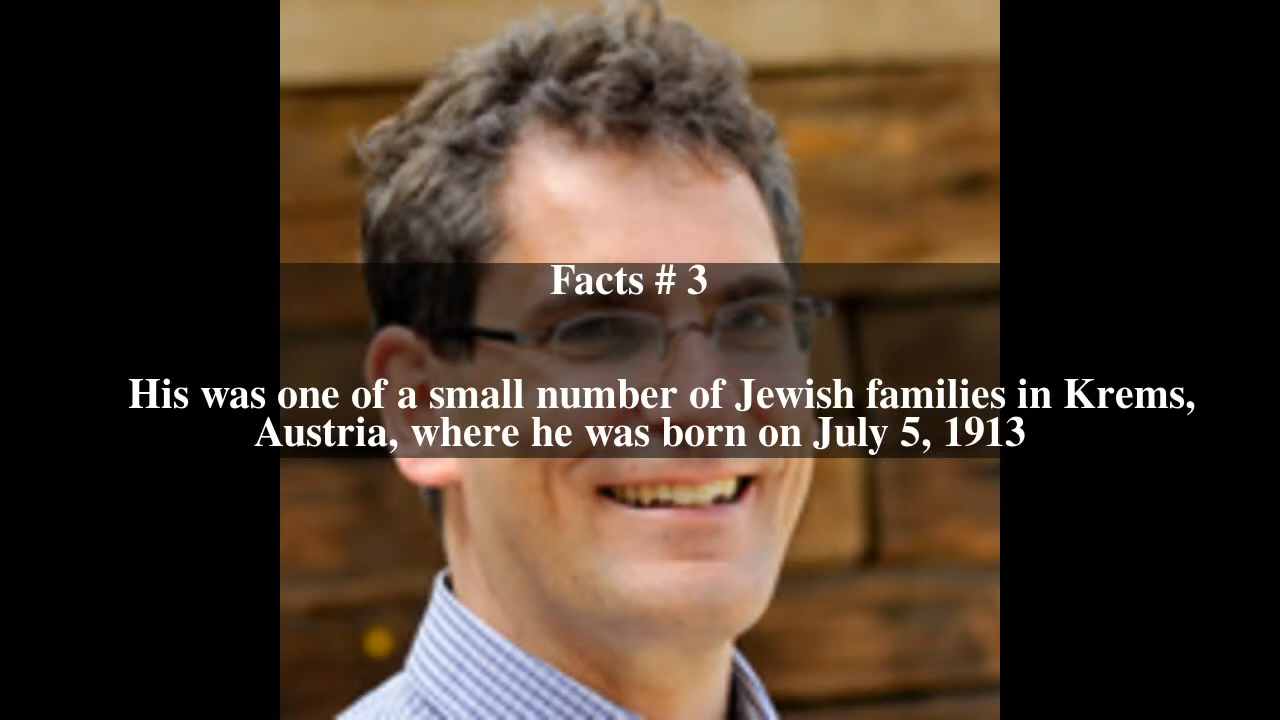 Facts # 3
His was one of a small number of Jewish families in Krems,
Austria, where he was born on July 5, 1913